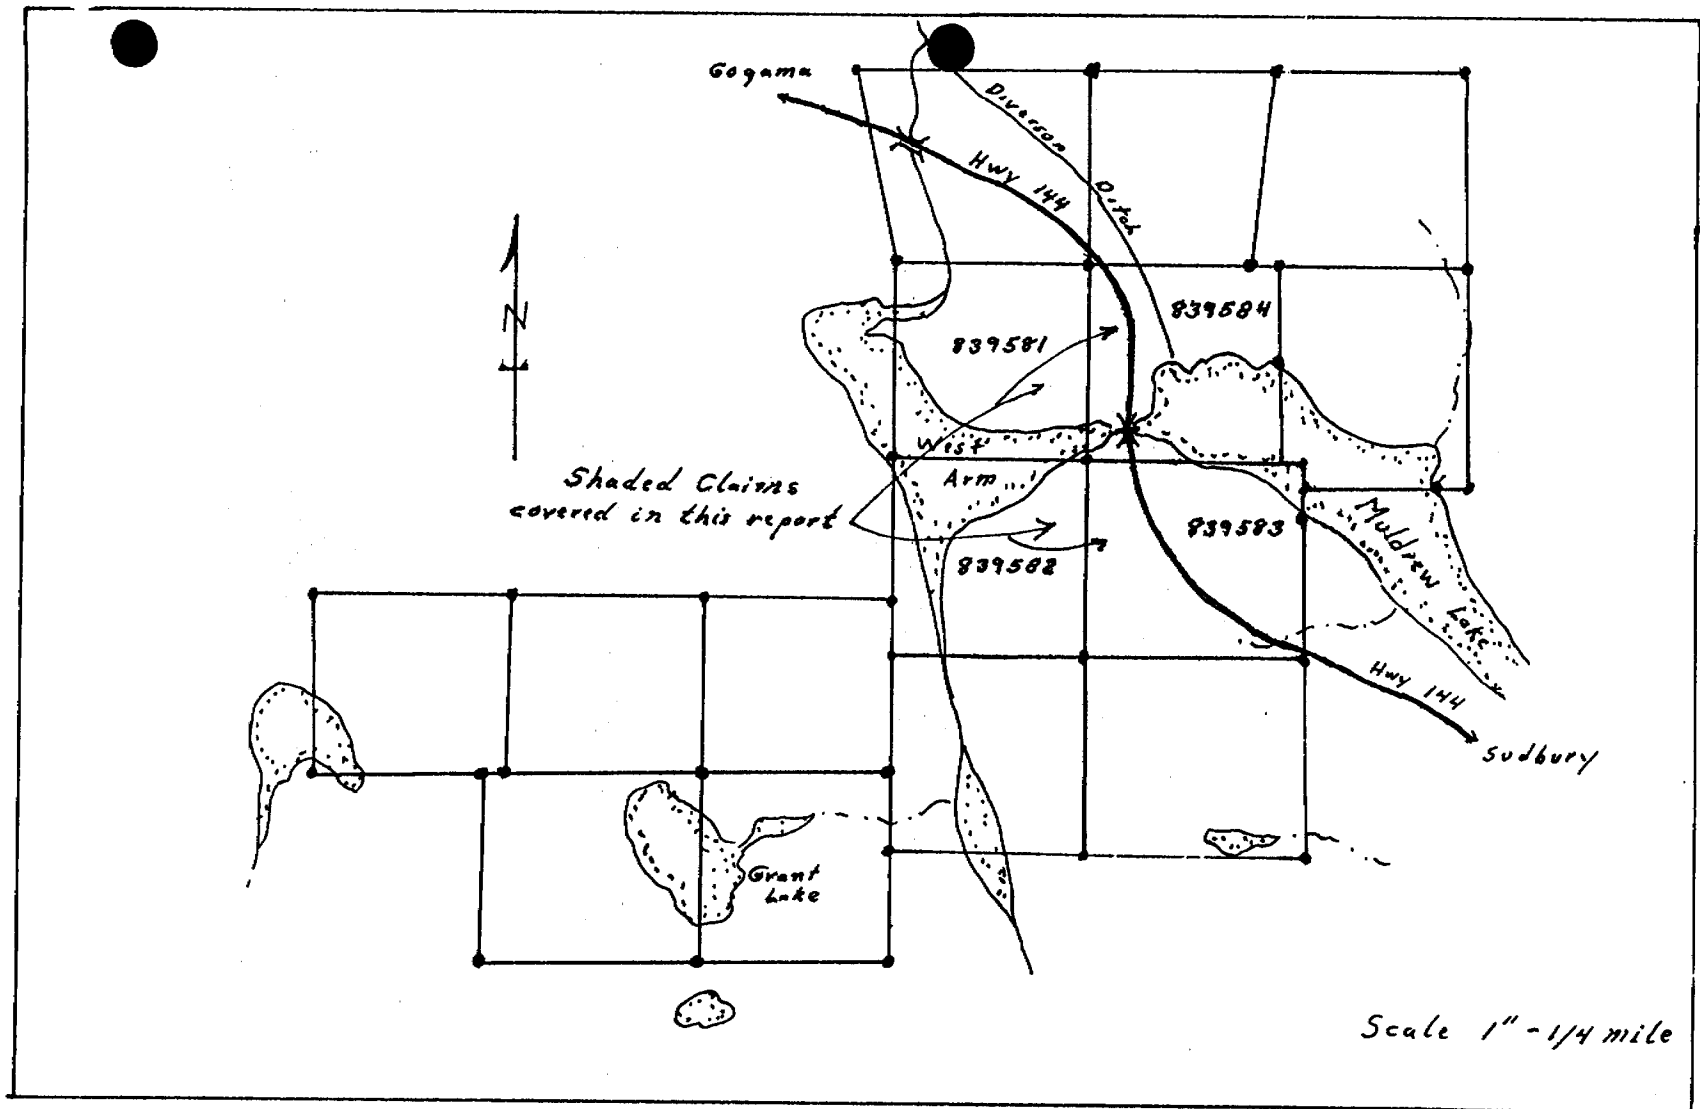 Gogama
Diverson Ditch
Hwy 144
N
839584
839581
West
Arm
Shaded Claims
covered in this report
839583
839582
Muldrew Lake
Hwy 144
Sudbury
Grant
Lake
Scale 1" - 1/4 mile